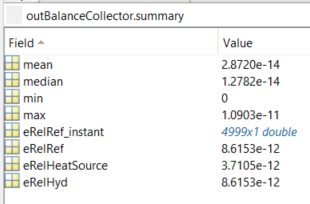 outBalanceCollector.summary
Field Value
mean 2.8720e-14
median 1.2782e-14
min 0
max 1.0903e-11
eRelRef_instant 4999x1 double
eRelRef 8.6153e-12
eRelHeatSource 3.7105e-12
eRelHyd 8.6153e-12